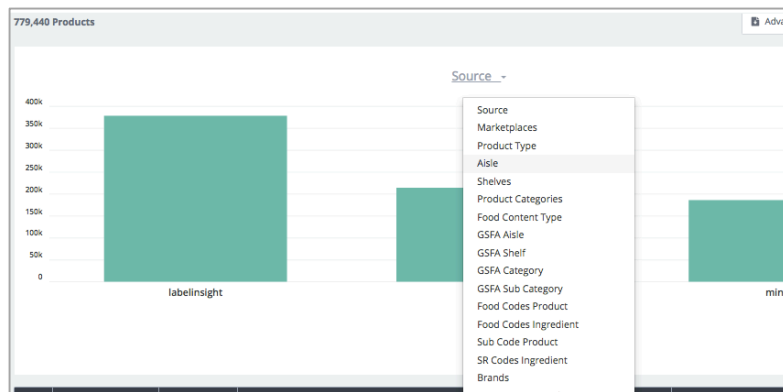 779,440 Products
Adva
Source
400k
350k
300k
250k
200k
150k
100k
50k
0
labelinsight
min
Source
Marketplaces
Product Type
Aisle
Shelves
Product Categories
Food Content Type
GSFA Aisle
GSFA Shelf
GSFA Category
GSFA Sub Category
Food Codes Product
Food Codes Ingredient
Sub Code Product
SR Codes Ingredient
Brands